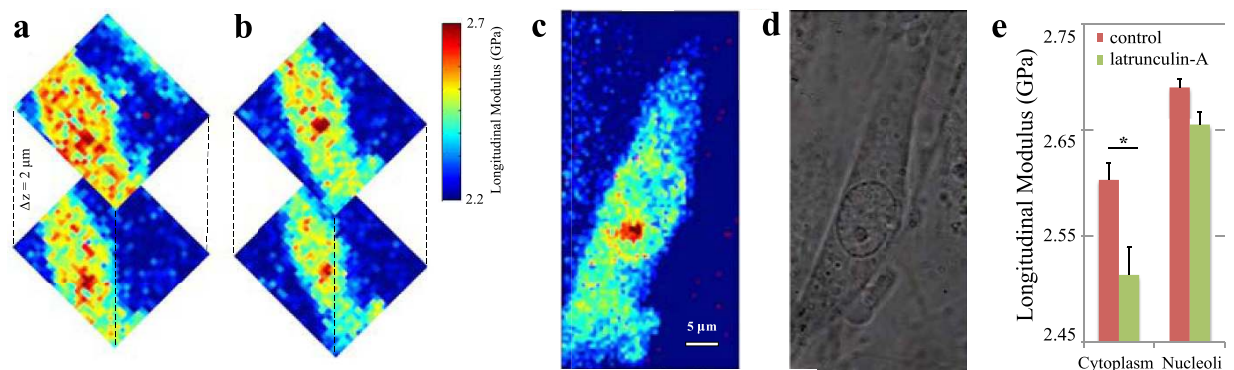 a
b
c
d
e
2.7
2.2
Longitudinal Modulus (GPa)
Δz = 2 μm
5 μm
2.75
2.65
2.55
2.45
Longitudinal Modulus (GPa)
control
latrunculin-A
*
Cytoplasm
Nucleoli